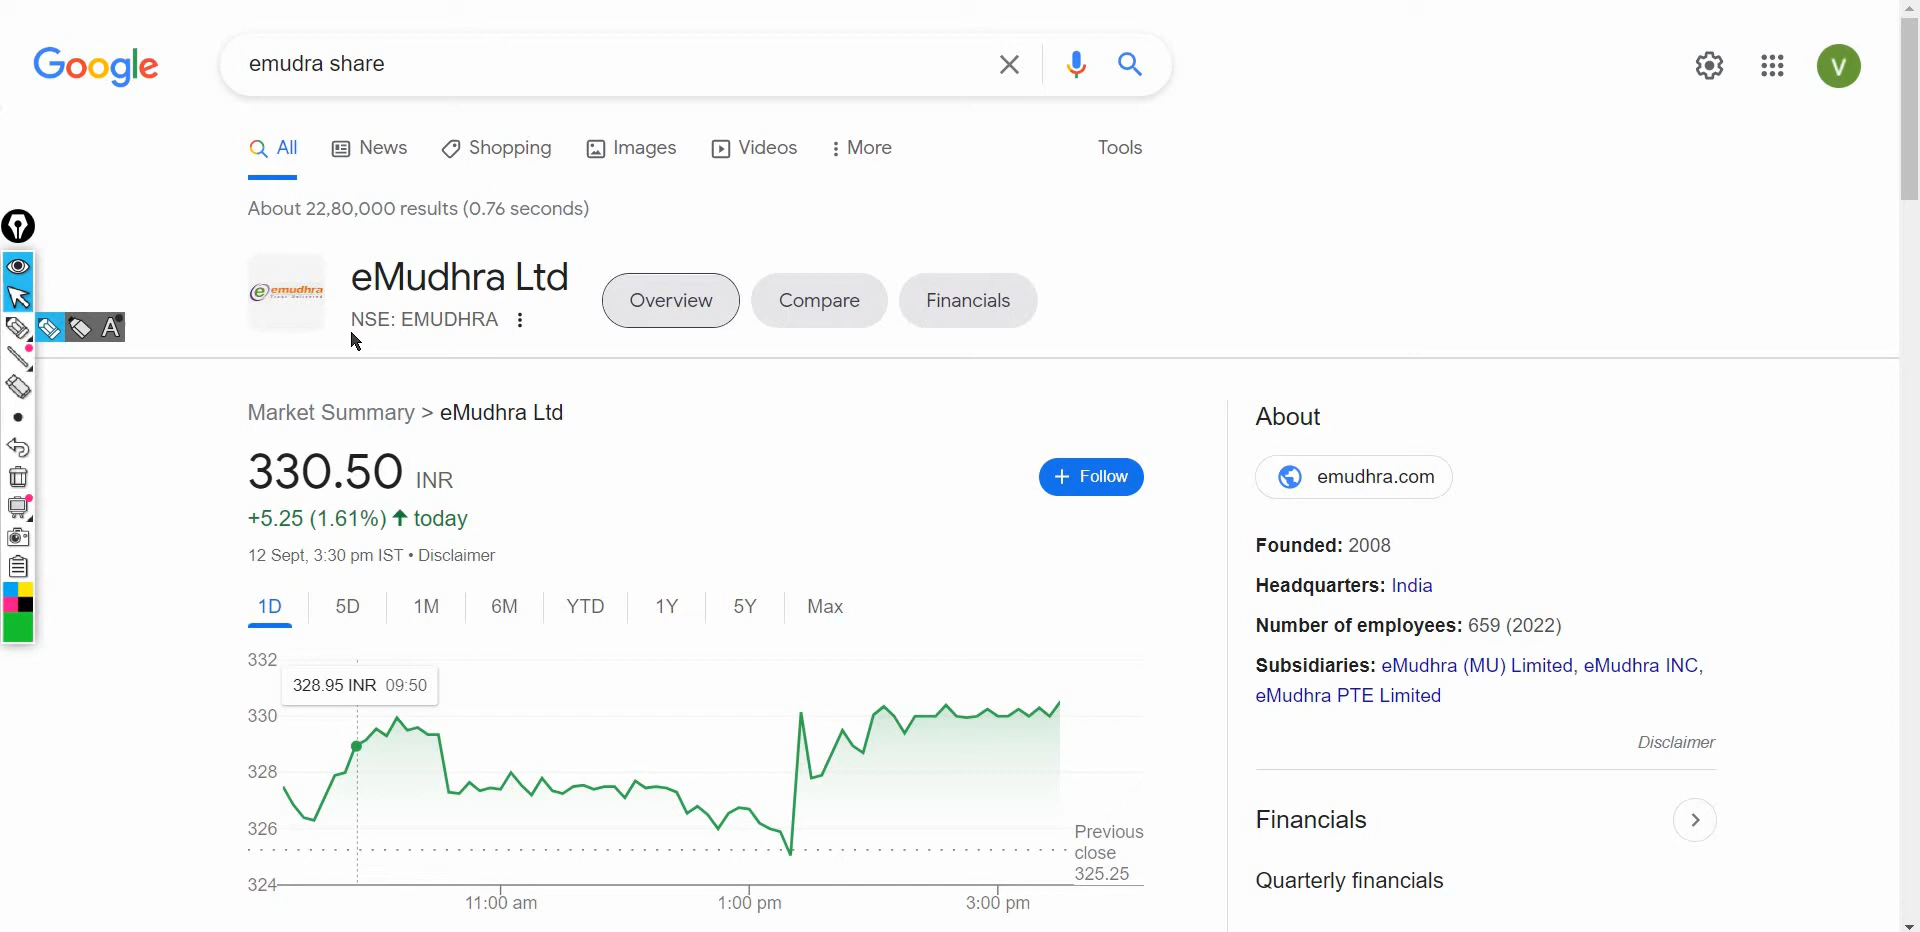 Google
emudra share
V
All
News
Shopping
Images
Videos
More
Tools
About 22,80,000 results (0.76 seconds)
emudhra
eMudhra Ltd
NSE: EMUDHRA
Overview
Compare
Financials
A
Market Summary > eMudhra Ltd
330.50 INR
+5.25 (1.61%) today
12 Sept, 3:30 pm IST • Disclaimer
+ Follow
1D
5D
1M
6M
YTD
1Y
5Y
Max
332
328.95 INR 09:50
330
328
326
324
Previous
close
325.25
11:00 am
1:00 pm
3:00 pm
About
emudhra.com
Founded: 2008
Headquarters: India
Number of employees: 659 (2022)
Subsidiaries: eMudhra (MU) Limited, eMudhra INC,
eMudhra PTE Limited
Disclaimer
Financials
Quarterly financials